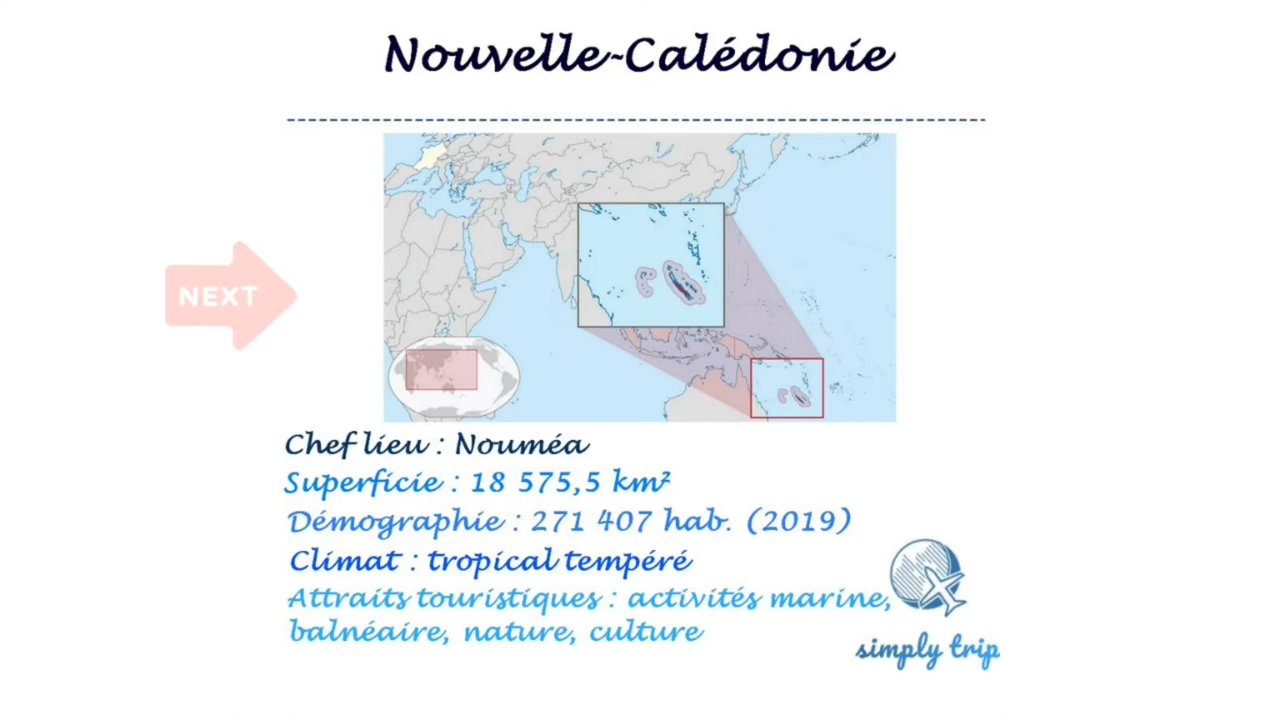 Nouvelle-Calédonie
NEXT
Chef lieu : Nouméa
Superficie : 18 575,5 km²
Démographie : 271 407 hab. (2019)
Climat : tropical tempéré
Attraits touristiques : activités marine,
balnéaire, nature, culture
simply trip